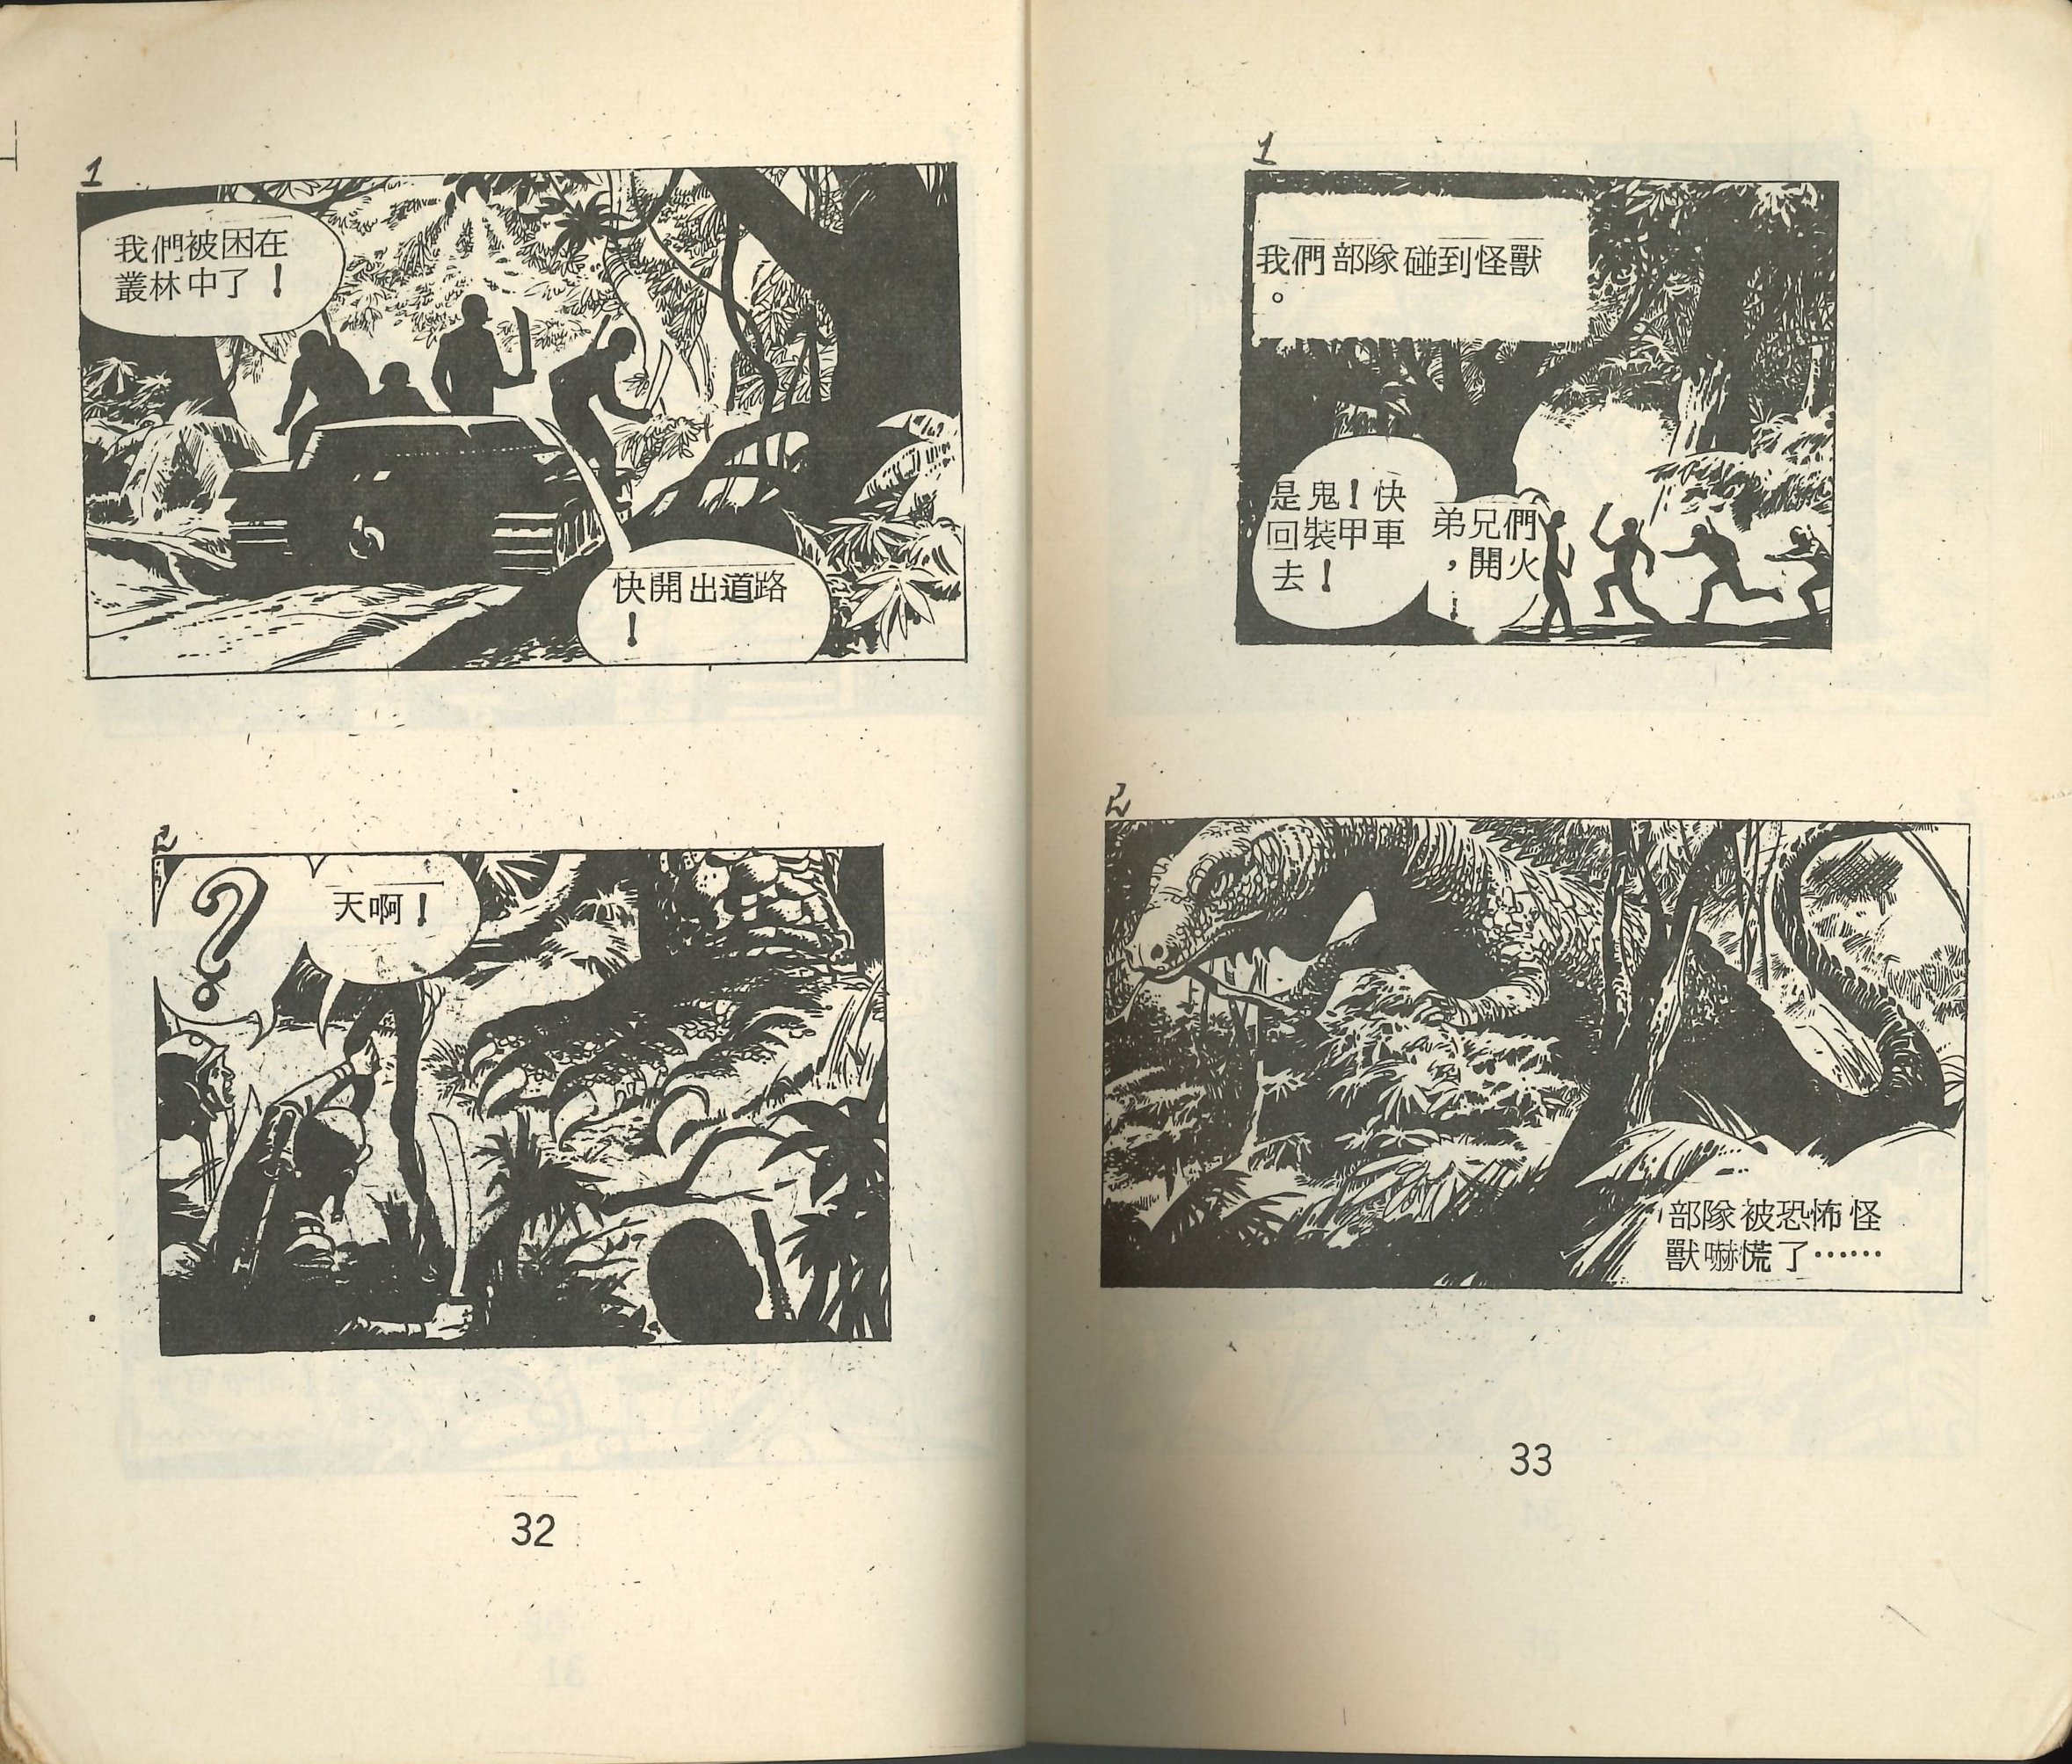 1
我們被困在
叢林中了！
快開出道路
！
2
？
天啊！
32
1
我們部隊碰到怪獸
。
是鬼！快
回裝甲車
去！
弟兄們
，開火
！
2
部隊被恐怖怪
獸嚇慌了……
33